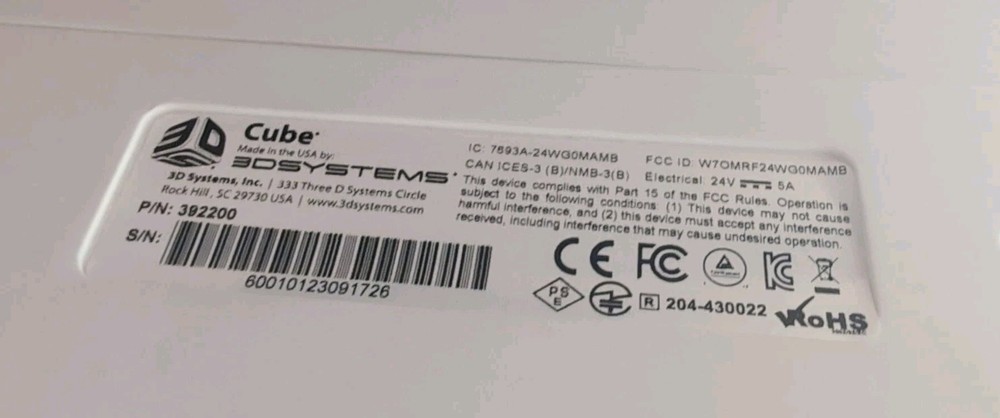 3D
Cube
Made in the USA by:
3DSYSTEMS
3D Systems, Inc. | 333 Three D Systems Circle
Rock Hill, SC 29730 USA | www.3dsystems.com
P/N: 392200
S/N:
60010123091726
IC: 7693A-24WG0MAMB FCC ID: W7OMRF24WG0MAMB
CAN ICES-3 (B)/NMB-3(B) Electrical: 24V 5A
This device complies with Part 15 of the FCC Rules. Operation is
subject to the following conditions: (1) This device may not cause
harmful interference, and (2) this device must accept any interference
received, including interference that may cause undesired operation.
CE FC KC
PS
E
R 204-430022
RoHS